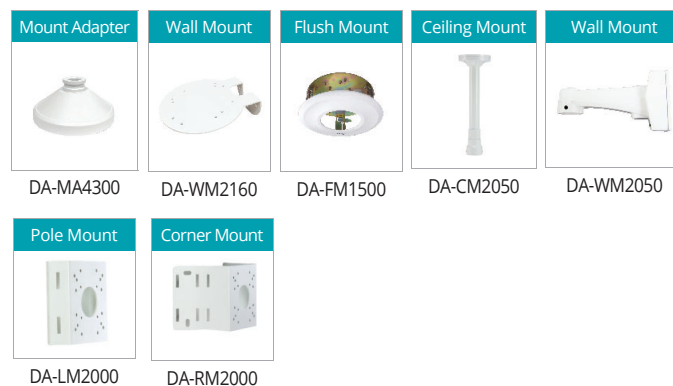 Mount Adapter
Wall Mount
Flush Mount
Ceiling Mount
Wall Mount
DA-MA4300
DA-WM2160
DA-FM1500
DA-CM2050
DA-WM2050
Pole Mount
Corner Mount
DA-LM2000
DA-RM2000